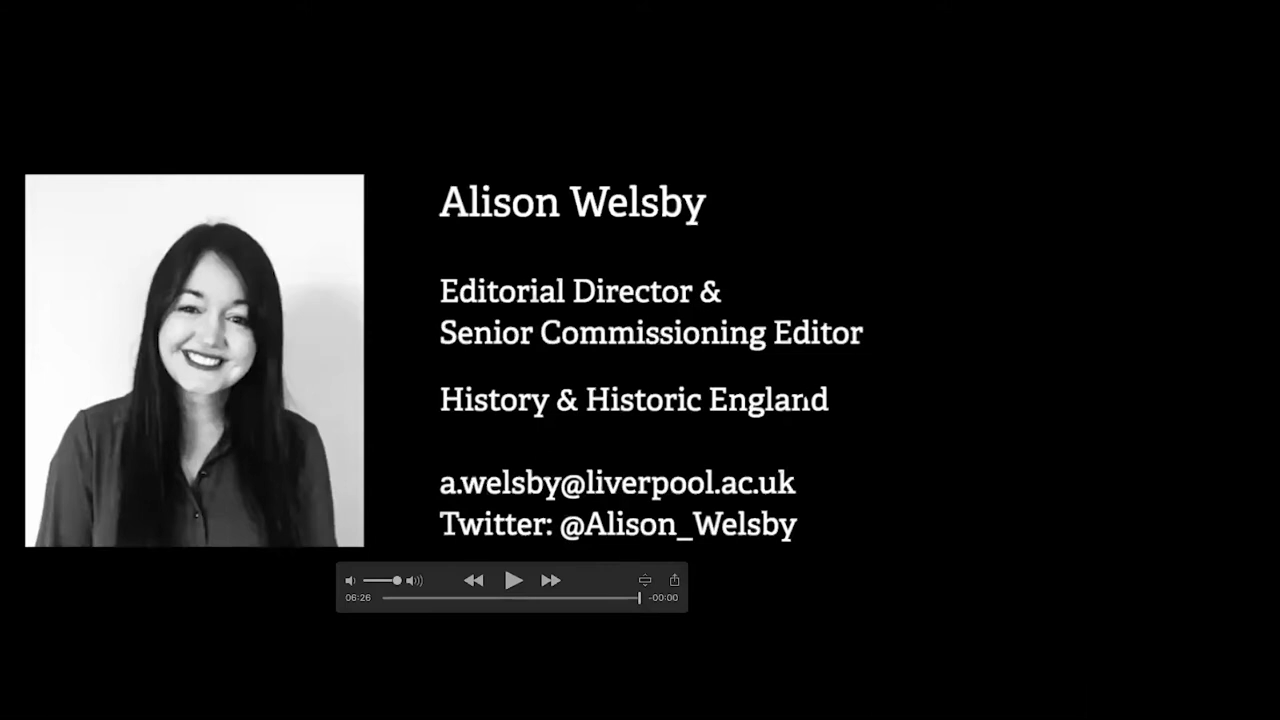 Alison Welsby
Editorial Director &
Senior Commissioning Editor
History & Historic England
a.welsby@liverpool.ac.uk
Twitter: @Alison_Welsby
06:26
-00:00